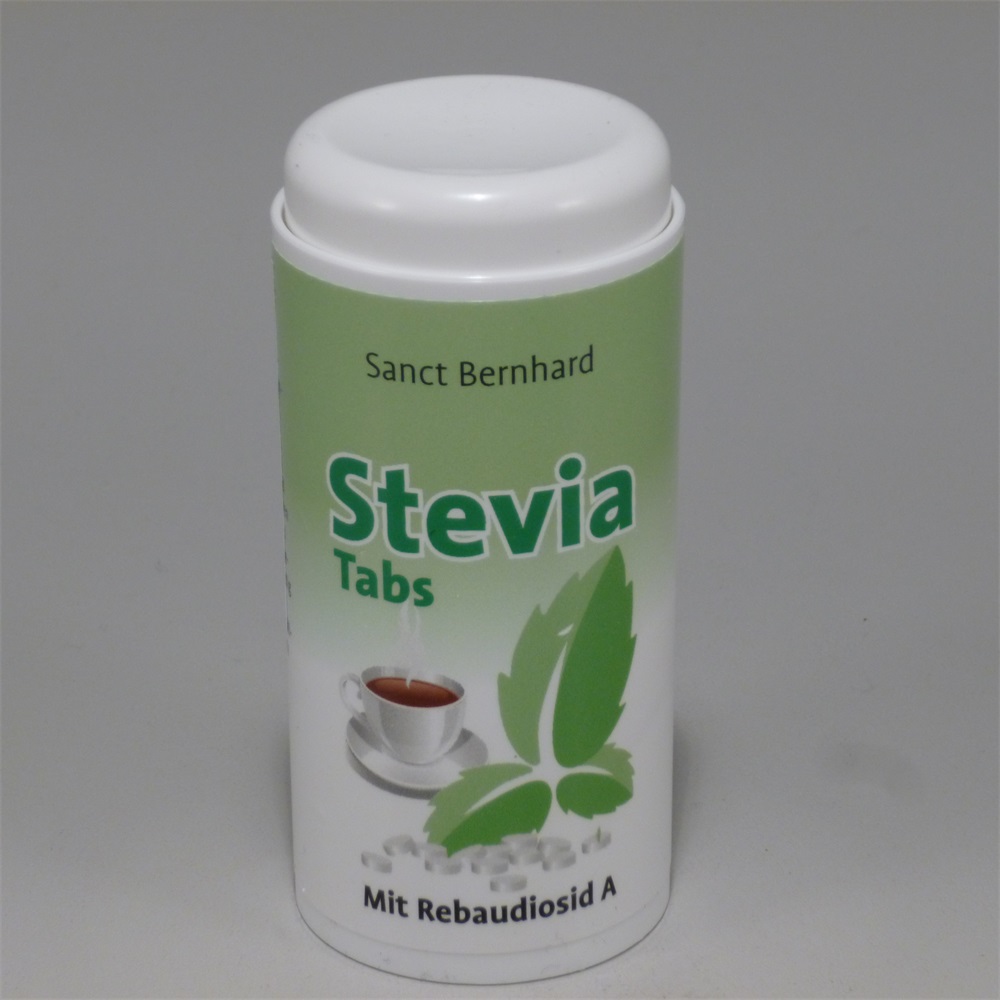 Sanct Bernhard
Stevia
Tabs
Mit Rebaudiosid A